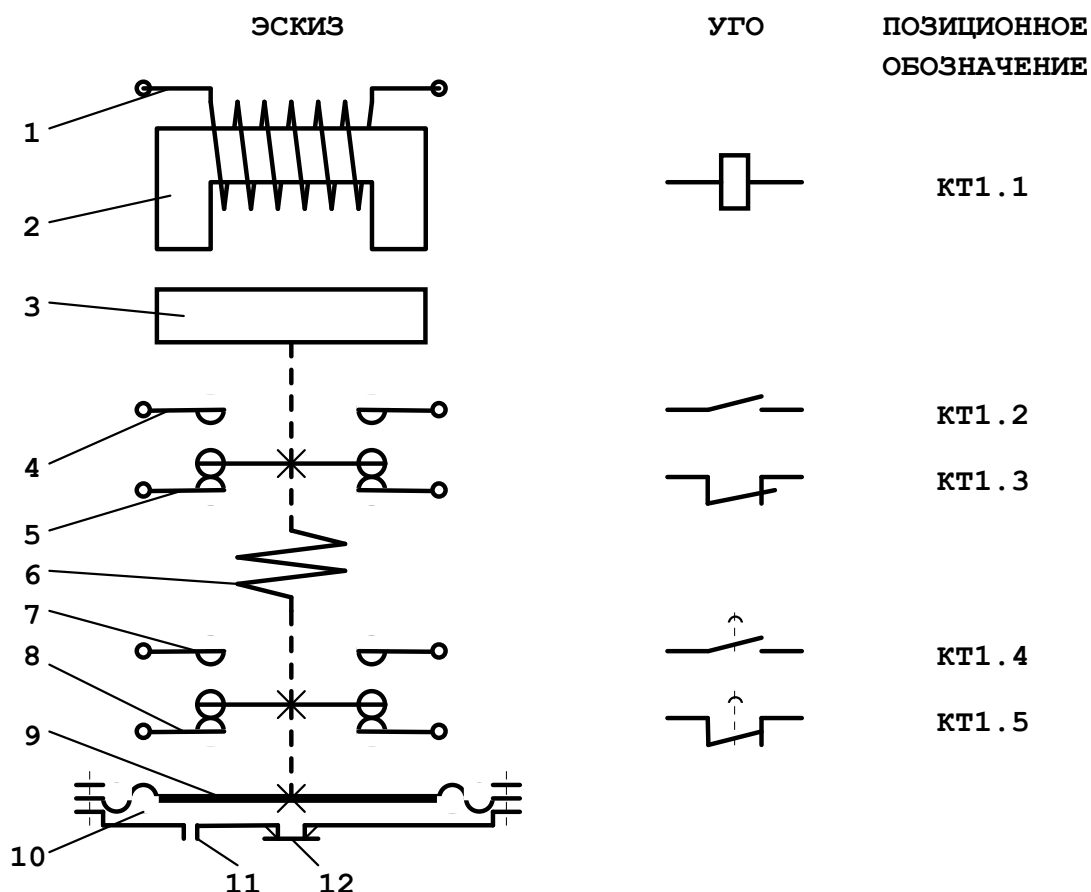 ЭСКИЗ УГО ПОЗИЦИОННОЕ
ОБОЗНАЧЕНИЕ
1
2 КТ1.1
3
4 КТ1.2
5 КТ1.3
6
7 КТ1.4
8 КТ1.5
9
10 11 12